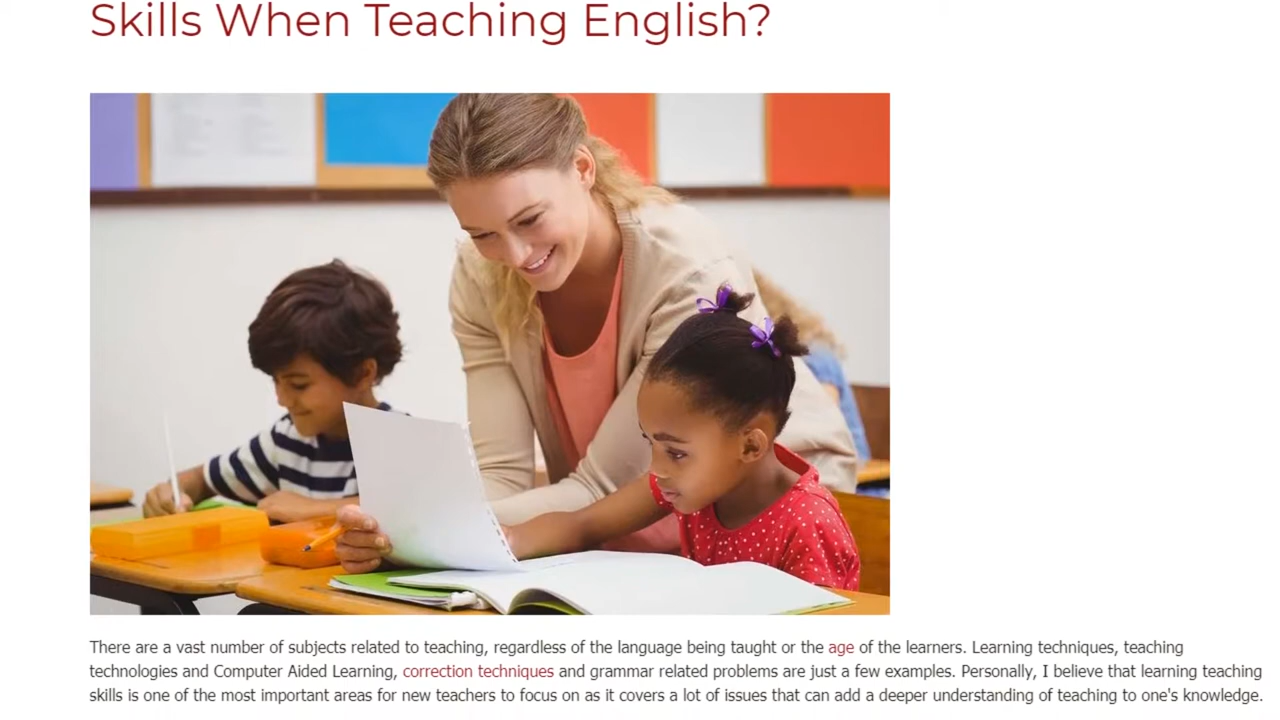 Skills When Teaching English?
There are a vast number of subjects related to teaching, regardless of the language being taught or the age of the learners. Learning techniques, teaching
technologies and Computer Aided Learning, correction techniques and grammar related problems are just a few examples. Personally, I believe that learning teaching
skills is one of the most important areas for new teachers to focus on as it covers a lot of issues that can add a deeper understanding of teaching to one's knowledge.